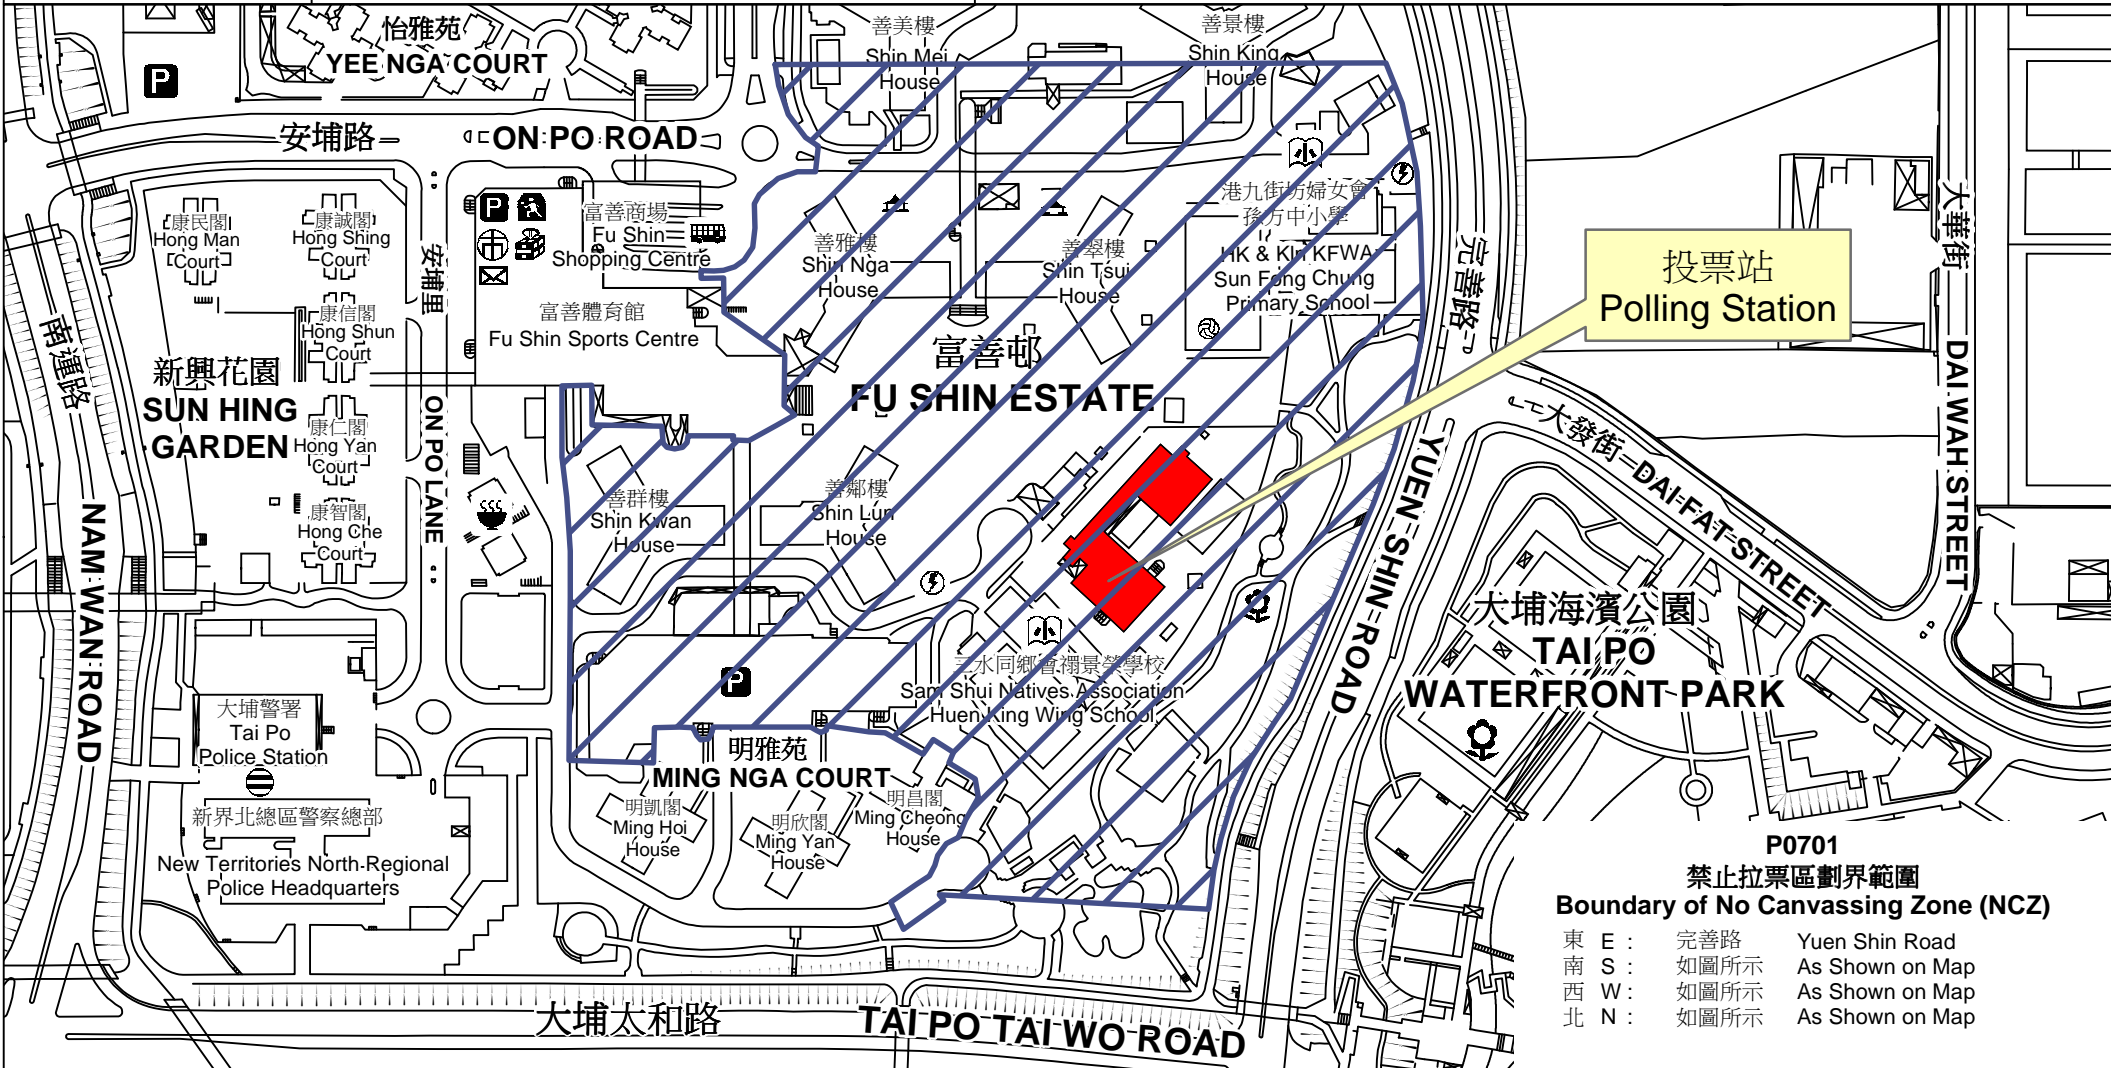 怡雅苑
YEE NGA COURT
善美樓
Shin Mei
House
善景樓
Shin King
House
P
安埔路
ON PO ROAD
康民閣
Hong Man
Court
康誠閣
Hong Shing
Court
安埔里
ON PO LANE
P
富善商場
Fu Shin
Shopping Centre
善雅樓
Shin Nga
House
善翠樓
Shin Tsui
House
港九街坊婦女會
孫方中小學
HK & KLN KFWA
Sun Fong Chung
Primary School
完善路
YUEN SHIN ROAD
投票站
Polling Station
大華街
DAI WAH STREET
南運路
NAM WAN ROAD
康信閣
Hong Shun
Court
富善體育館
Fu Shin Sports Centre
新興花園
SUN HING
GARDEN
富善邨
FU SHIN ESTATE
康仁閣
Hong Yan
Court
大發街
DAI FAT STREET
康智閣
Hong Che
Court
善群樓
Shin Kwan
House
善鄰樓
Shin Lun
House
大埔海濱公園
TAI PO
WATERFRONT PARK
三水同鄉會禤景榮學校
Sam Shui Natives Association
Huen King Wing School
P
大埔警署
Tai Po
Police Station
新界北總區警察總部
New Territories North Regional
Police Headquarters
明雅苑
MING NGA COURT
明凱閣
Ming Hoi
House
明欣閣
Ming Yan
House
明昌閣
Ming Cheong
House
大埔太和路
TAI PO TAI WO ROAD
P0701
禁止拉票區劃界範圍
Boundary of No Canvassing Zone (NCZ)
東 E : 完善路 Yuen Shin Road
南 S : 如圖所示 As Shown on Map
西 W : 如圖所示 As Shown on Map
北 N : 如圖所示 As Shown on Map